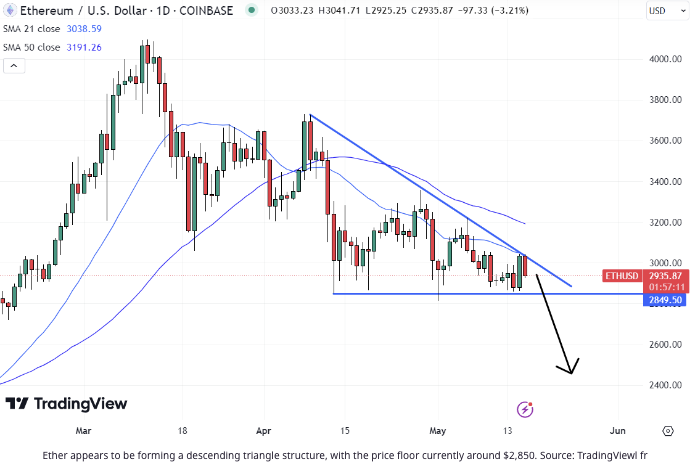 Ethereum / U.S. Dollar · 1D · COINBASE O3033.23 H3041.71 L2925.25 C2935.87 −97.33 (−3.21%) USD
SMA 21 close 3038.59
SMA 50 close 3191.26
4000.00
3800.00
3600.00
3400.00
3200.00
3000.00
ETHUSD 2935.87
01:57:11
2849.50
2600.00
2400.00
TradingView
Mar 18 Apr 15 May 13 Jun
Ether appears to be forming a descending triangle structure, with the price floor currently around $2,850. Source: TradingViewI fr